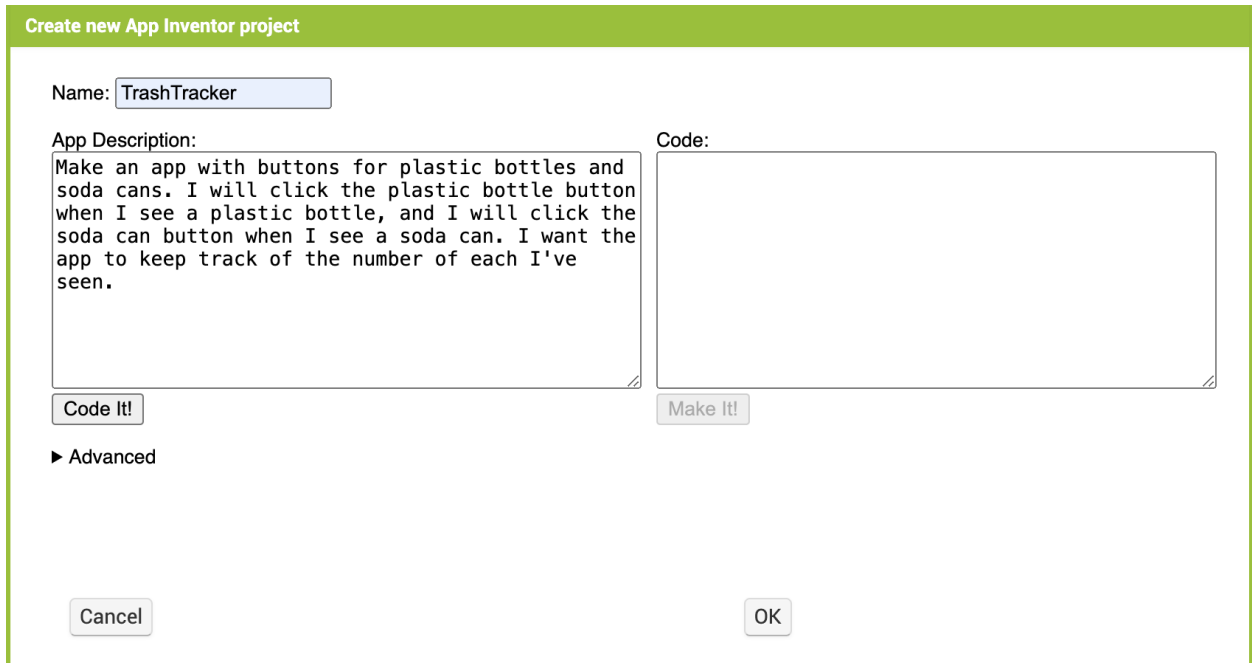 Create new App Inventor project
Name: TrashTracker
App Description:
Make an app with buttons for plastic bottles and
soda cans. I will click the plastic bottle button
when I see a plastic bottle, and I will click the
soda can button when I see a soda can. I want the
app to keep track of the number of each I've
seen.
Code:
Code It!
Make It!
Advanced
Cancel
OK